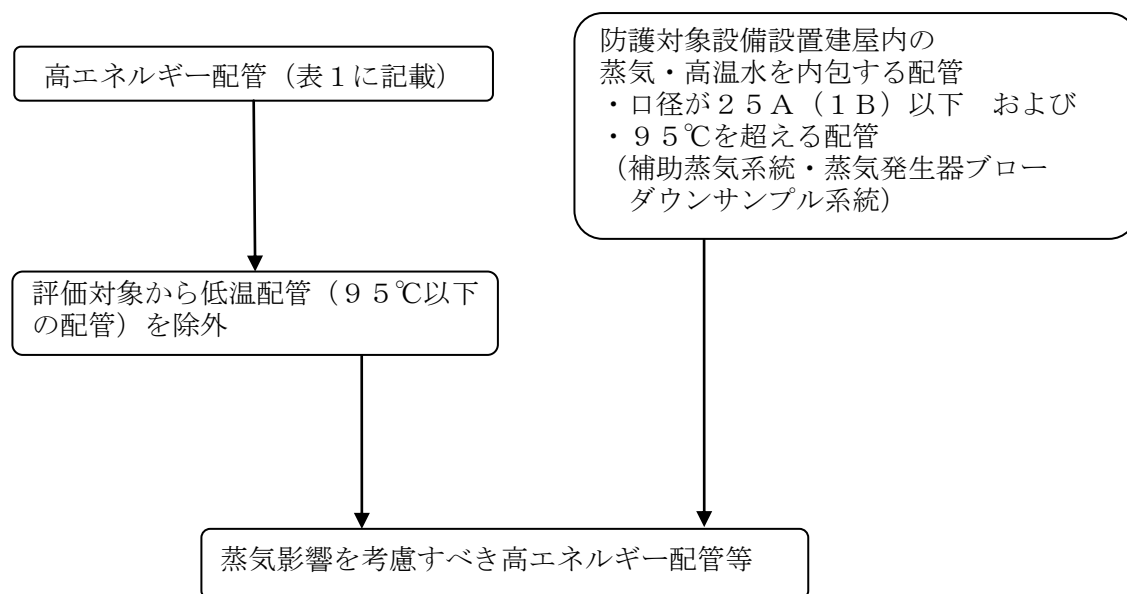 高エネルギー配管（表１に記載）
防護対象設備設置建屋内の
蒸気・高温水を内包する配管
・口径が２５Ａ（１Ｂ）以下　および
・９５℃を超える配管
（補助蒸気系統・蒸気発生器ブロー
ダウンサンプル系統）
評価対象から低温配管（９５℃以下
の配管）を除外
蒸気影響を考慮すべき高エネルギー配管等